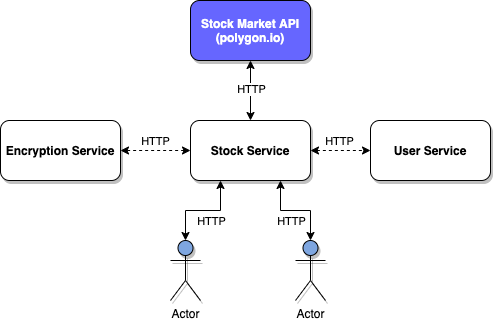 Stock Market API
(polygon.io)
HTTP
Encryption Service
HTTP
Stock Service
HTTP
User Service
HTTP
HTTP
Actor
Actor